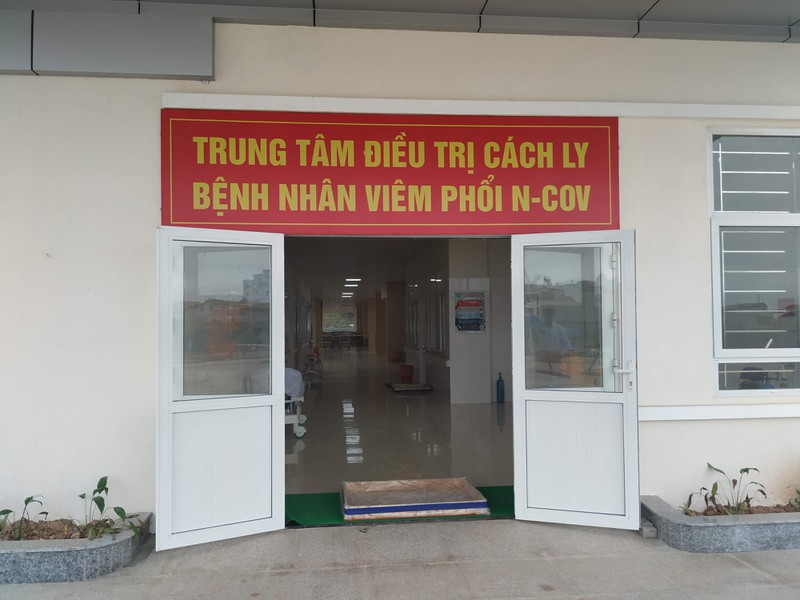 TRUNG TÂM ĐIỀU TRỊ CÁCH LY
BỆNH NHÂN VIÊM PHỔI N-COV